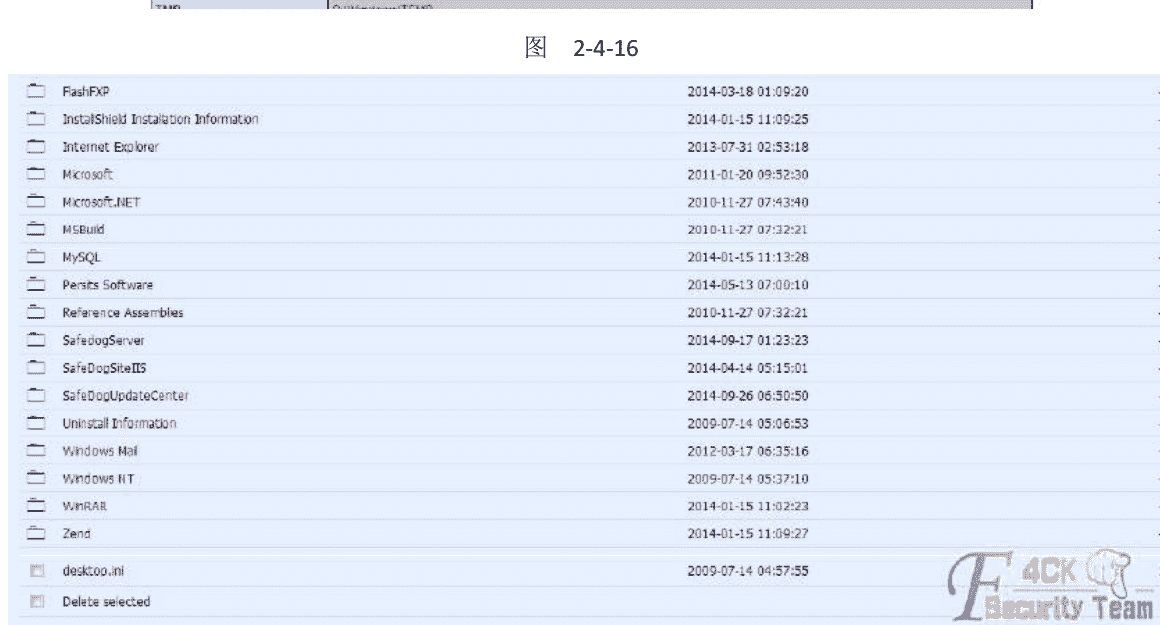 图 2-4-16
FlashFXP 2014-03-18 01:09:20
InstallShield Installation Information 2014-01-15 11:09:25
Internet Explorer 2013-07-31 02:53:18
Microsoft 2011-01-20 09:52:30
Microsoft.NET 2010-11-27 07:43:40
MSBuild 2010-11-27 07:32:21
MySQL 2014-01-15 11:13:28
Persits Software 2014-05-13 07:00:10
Reference Assemblies 2010-11-27 07:32:21
SafedogServer 2014-09-17 01:23:23
SafeDogSiteIIS 2014-04-14 05:15:01
SafeDogUpdateCenter 2014-09-26 06:50:50
Uninstall Information 2009-07-14 05:06:53
Windows Mail 2012-03-17 06:35:16
Windows NT 2009-07-14 05:37:10
WinRAR 2014-01-15 11:02:23
Zend 2014-01-15 11:09:27
desktop.ini 2009-07-14 04:57:55
Delete selected
F4CK
Security Team